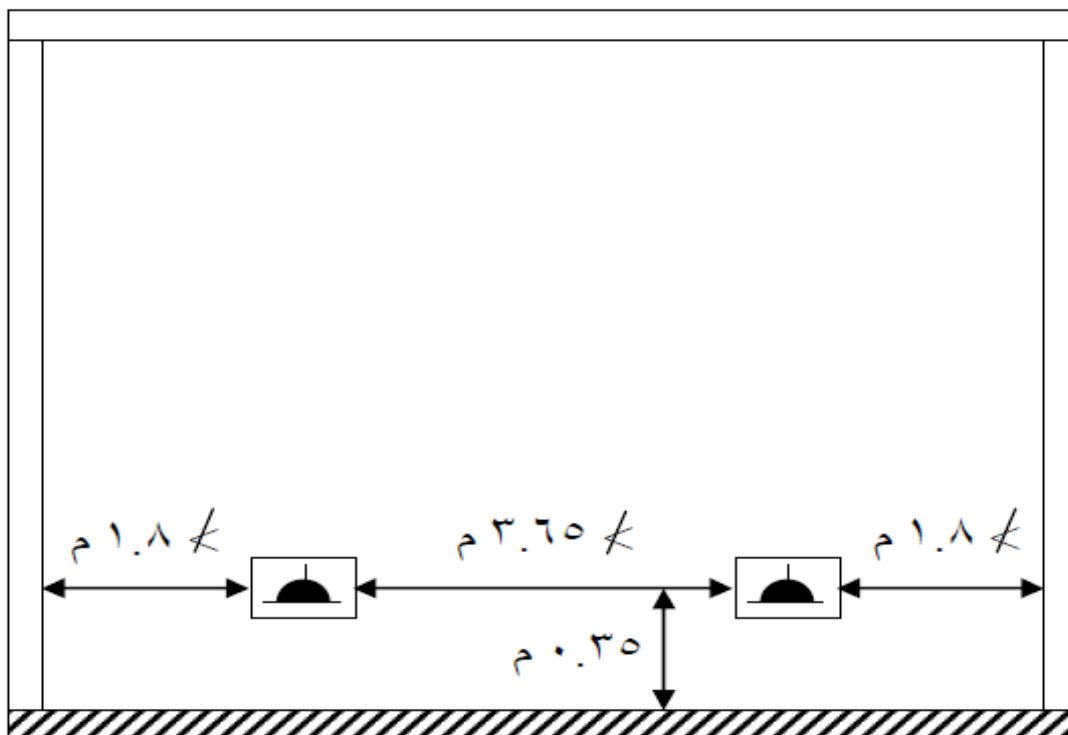 ≮ ١.٨ م
≮ ٣.٦٥ م
≮ ١.٨ م
٠.٣٥ م